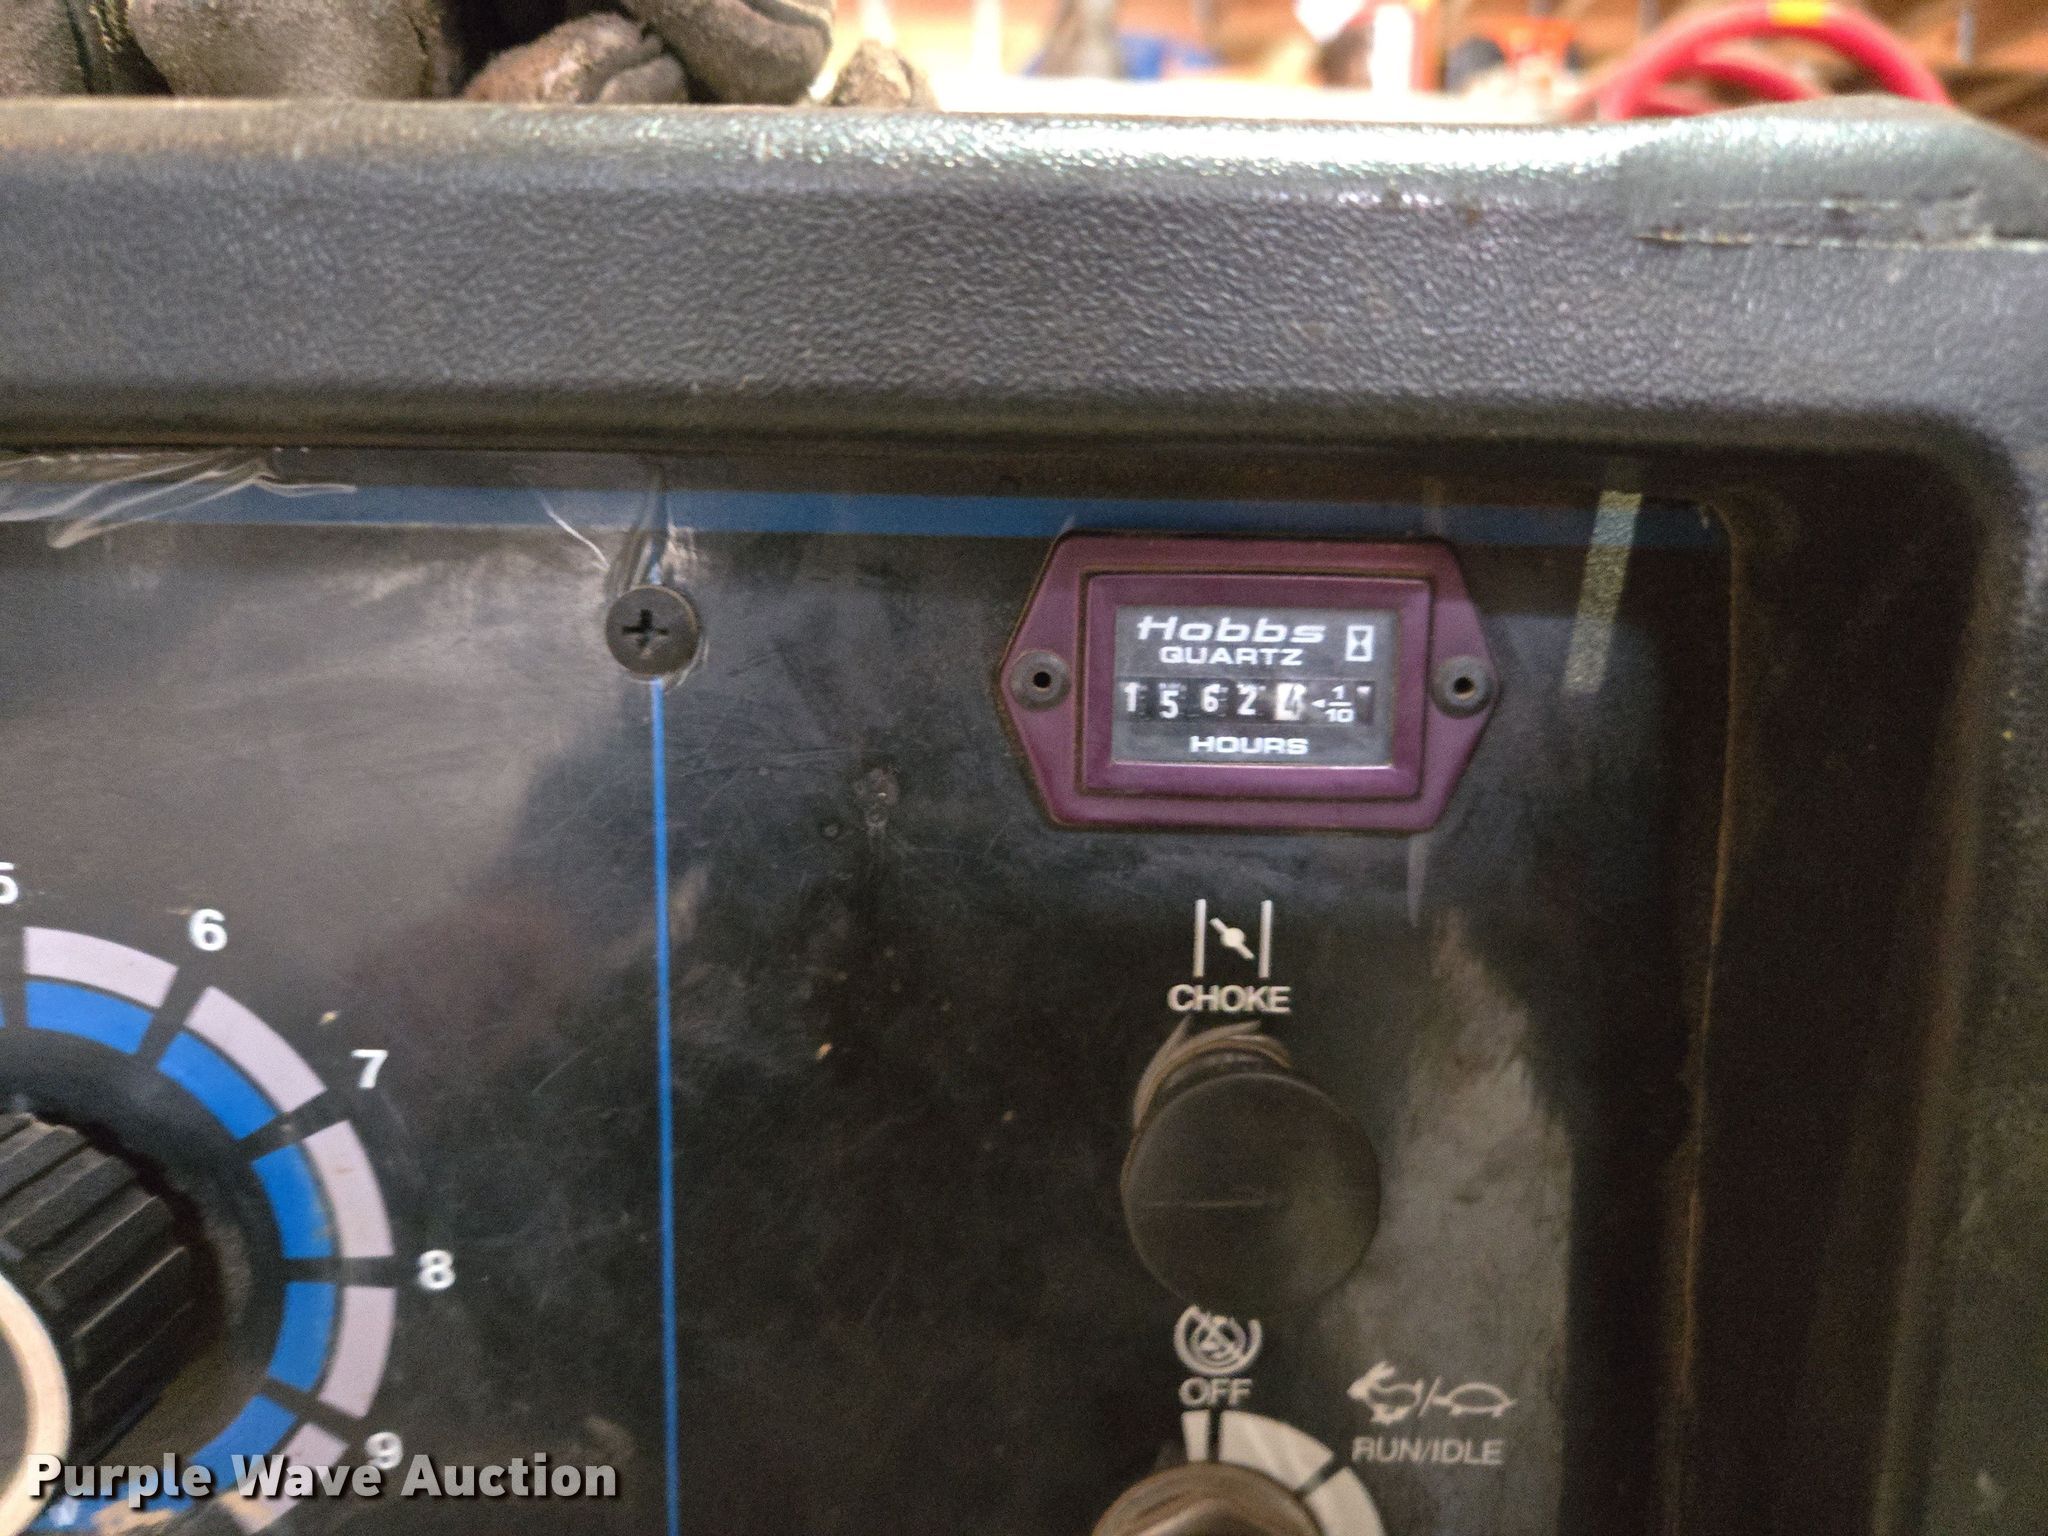 Hobbs
QUARTZ
1 5 6 2 4 1/10
HOURS
5
6
7
8
9
CHOKE
OFF
RUN/IDLE
Purple Wave Auction